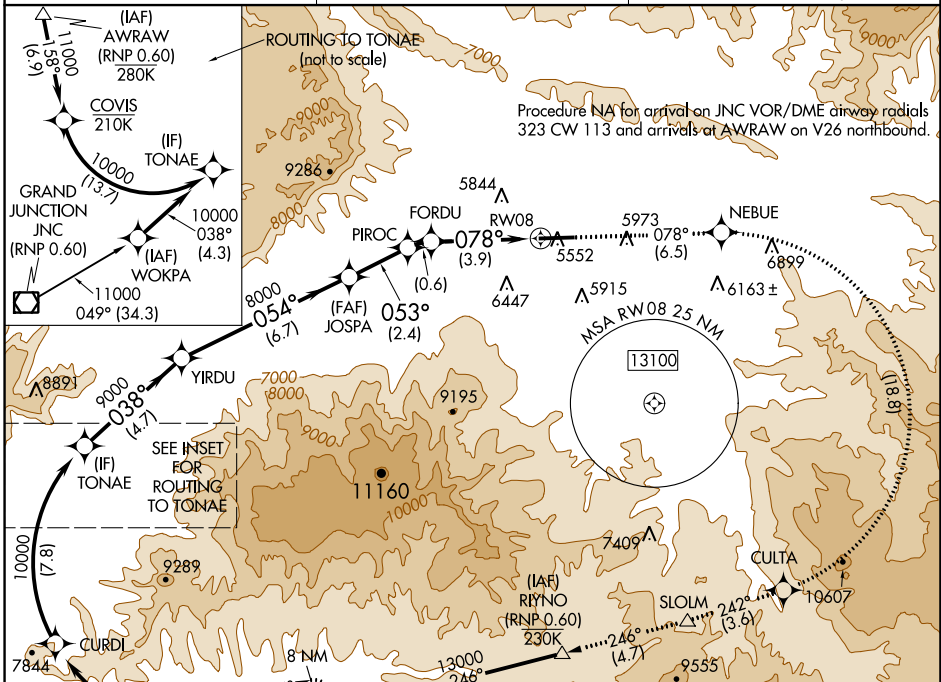 (IAF)
AWRAW
(RNP 0.60)
280K
11000
158°
(6.9)
ROUTING TO TONAE
(not to scale)
COVIS
210K
10000
(13.7)
(IF)
TONAE
GRAND
JUNCTION
JNC
(RNP 0.60)
10000
038°
(4.3)
(IAF)
WOKPA
11000
049° (34.3)
7000
9000
8000
9286
9000
Procedure NA for arrival on JNC VOR/DME airway radials
323 CW 113 and arrivals at AWRAW on V26 northbound.
5844
FORDU
RW08
5973
NEBUE
PIROC
078°
(3.9)
5552
078°
(6.5)
6899
(0.6)
8000
054°
(6.7)
(FAF)
JOSPA
053°
(2.4)
6447
5915
6163 ±
MSA RW08 25 NM
13100
YIRDU
9000
038°
(4.7)
8891
7000
8000
9000
9195
(18.8)
(IF)
TONAE
SEE INSET
FOR
ROUTING
TO TONAE
11160
10000
10000
(7.8)
9289
7409
CULTA
10607
(IAF)
RIYNO
(RNP 0.60)
230K
SLOLM
242°
(3.6)
246°
(4.7)
CURDI
7844
8 NM
13000
246°
9555